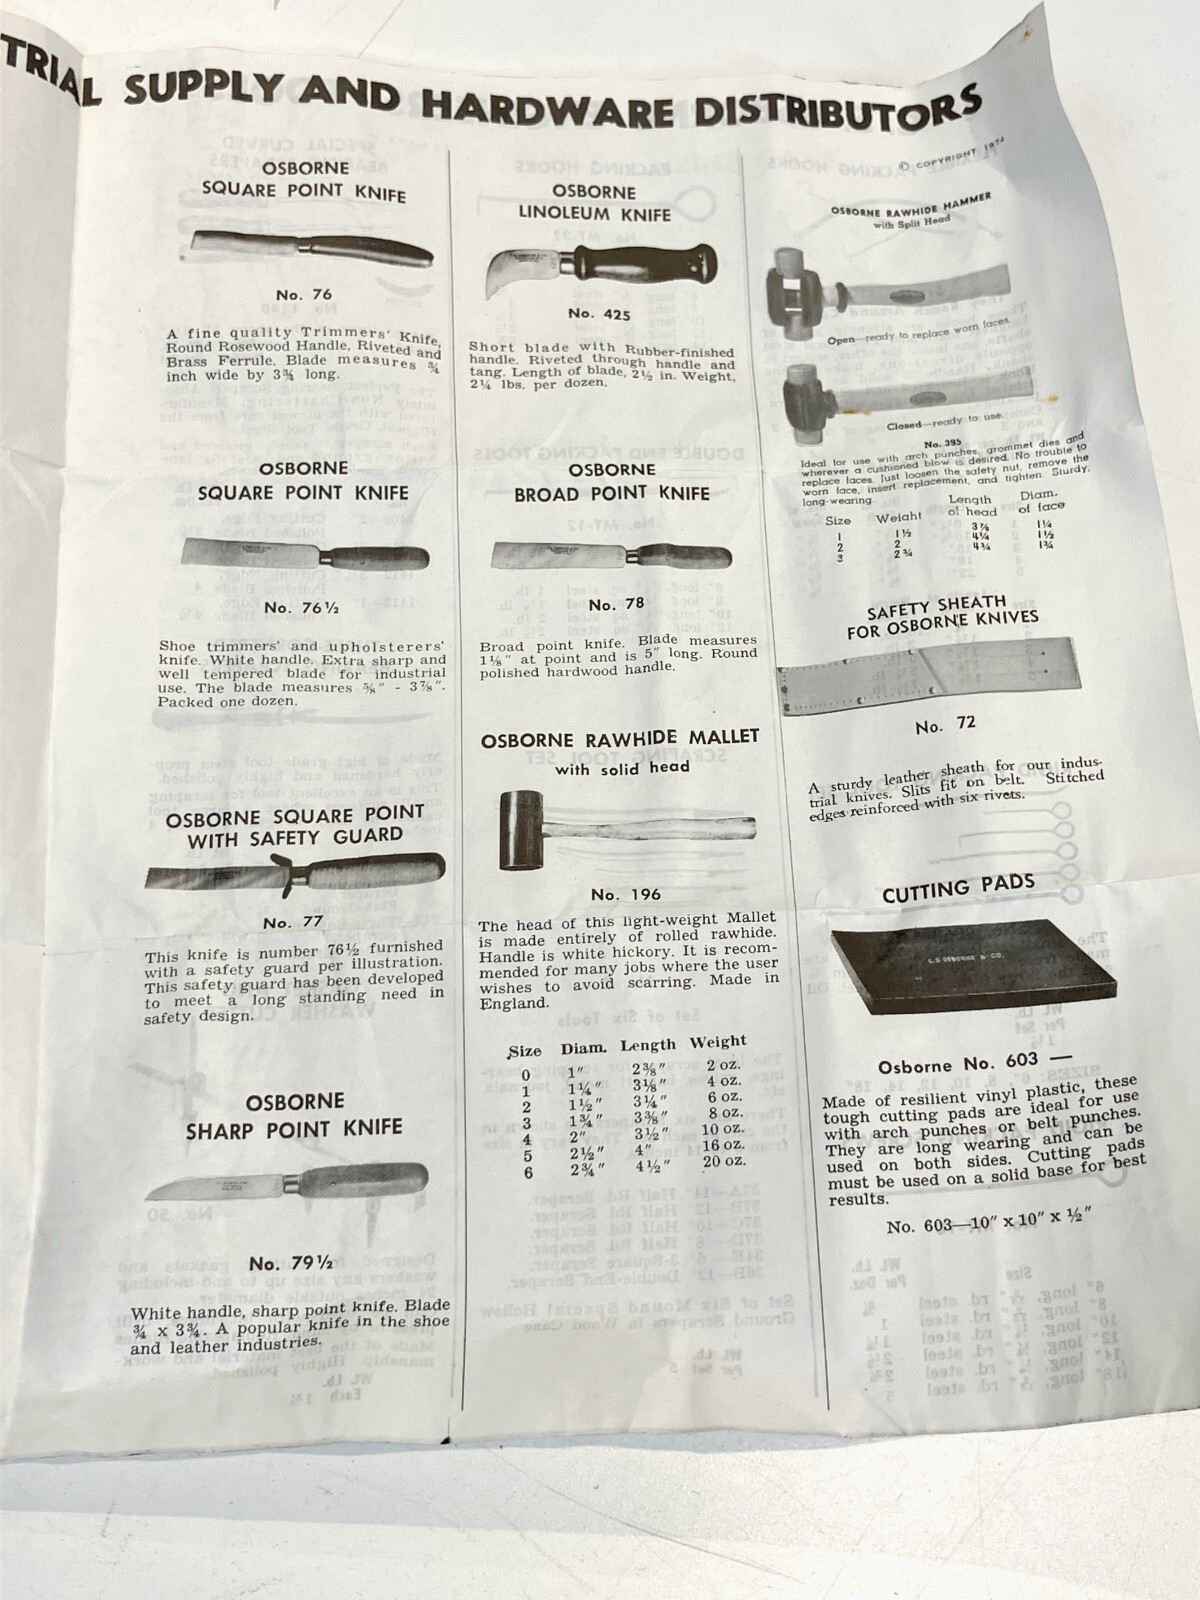 TRIAL SUPPLY AND HARDWARE DISTRIBUTORS
© COPYRIGHT
OSBORNE
SQUARE POINT KNIFE
No. 76
A fine quality Trimmers' Knife,
Round Rosewood Handle, Riveted and
Brass Ferrule. Blade measures ¾
inch wide by 3¾ long.
OSBORNE
SQUARE POINT KNIFE
No. 76½
Shoe trimmers' and upholsterers'
knife. White handle. Extra sharp and
well tempered blade for industrial
use. The blade measures ⅝" - 3⅞".
Packed one dozen.
OSBORNE SQUARE POINT
WITH SAFETY GUARD
No. 77
This knife is number 76½ furnished
with a safety guard per illustration.
This safety guard has been developed
to meet a long standing need in
safety design.
OSBORNE
SHARP POINT KNIFE
No. 79½
White handle, sharp point knife. Blade
¾ x 3¾. A popular knife in the shoe
and leather industries.
OSBORNE
LINOLEUM KNIFE
No. 425
Short blade with Rubber-finished
handle. Riveted through handle and
tang. Length of blade, 2½ in. Weight,
2¼ lbs. per dozen.
OSBORNE
BROAD POINT KNIFE
No. 78
Broad point knife. Blade measures
1⅛" at point and is 5" long. Round
polished hardwood handle.
OSBORNE RAWHIDE MALLET
with solid head
No. 196
The head of this light-weight Mallet
is made entirely of rolled rawhide.
Handle is white hickory. It is recom-
mended for many jobs where the user
wishes to avoid scarring. Made in
England.
Size Diam. Length Weight
0 1" 2⅜" 2 oz.
1 1¼" 3⅛" 4 oz.
2 1½" 3¼" 6 oz.
3 1¾" 3⅜" 8 oz.
4 2" 3½" 10 oz.
5 2½" 4" 16 oz.
6 2¾" 4½" 20 oz.
OSBORNE RAWHIDE HAMMER
with Split Head
Open—ready to replace worn faces.
Closed—ready to use.
No. 395
Ideal for use with arch punches, grommet dies and
wherever a cushioned blow is desired. No trouble to
replace faces. Just loosen the safety nut, remove the
worn face, insert replacement, and tighten. Sturdy,
long-wearing.
Size Weight Length of head Diam. of face
1 1½ 3⅞ 1¼
2 2 4¼ 1½
3 2¾ 4¾ 1¾
SAFETY SHEATH
FOR OSBORNE KNIVES
No. 72
A sturdy leather sheath for our indus-
trial knives. Slits fit on belt. Stitched
edges reinforced with six rivets.
CUTTING PADS
C.S. OSBORNE & CO.
Osborne No. 603 —
Made of resilient vinyl plastic, these
tough cutting pads are ideal for use
with arch punches or belt punches.
They are long wearing and can be
used on both sides. Cutting pads
must be used on a solid base for best
results.
No. 603—10" x 10" x ½"